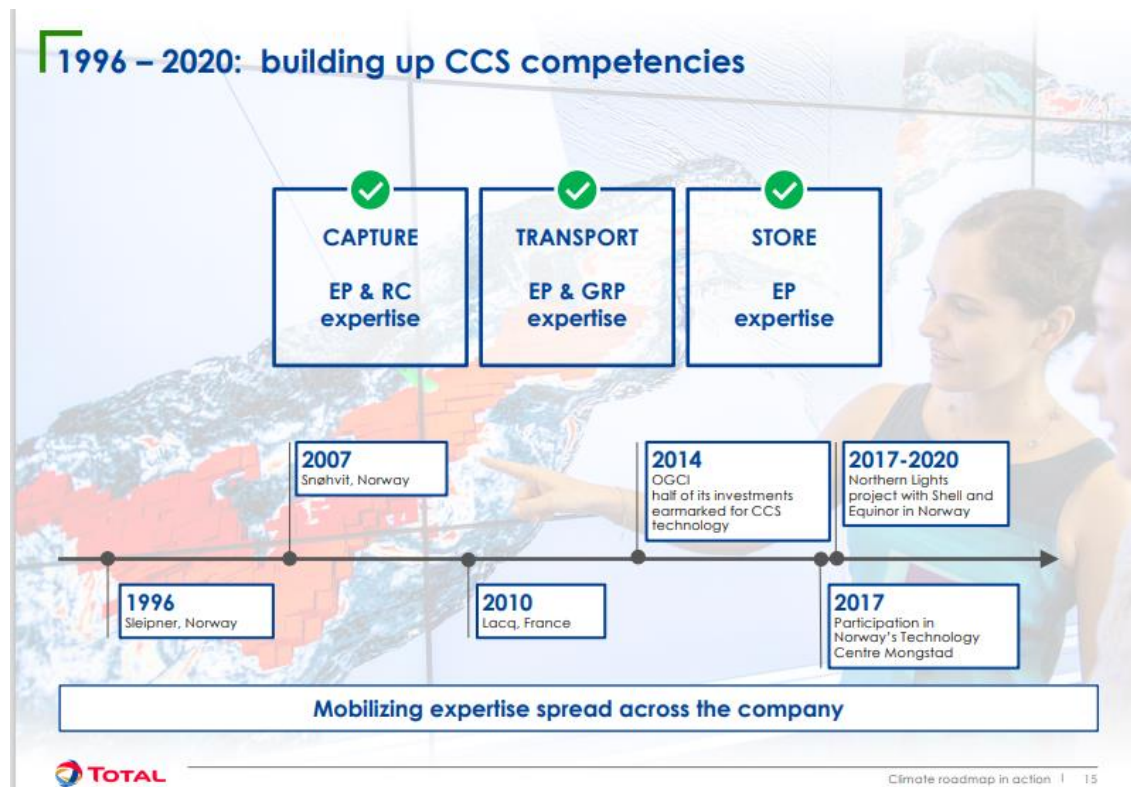 1996 – 2020: building up CCS competencies
CAPTURE
EP & RC
expertise
TRANSPORT
EP & GRP
expertise
STORE
EP
expertise
2007
Snøhvit, Norway
2014
OGCI
half of its investments
earmarked for CCS
technology
2017-2020
Northern Lights
project with Shell and
Equinor in Norway
1996
Sleipner, Norway
2010
Lacq, France
2017
Participation in
Norway's Technology
Centre Mongstad
Mobilizing expertise spread across the company
TOTAL
Climate roadmap in action | 15